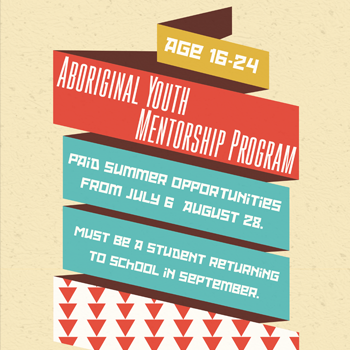 AGE 16-24
ABORIGINAL YOUTH
MENTORSHIP PROGRAM
PAID SUMMER OPPORTUNITIES
FROM JULY 6 AUGUST 28.
MUST BE A STUDENT RETURNING
TO SCHOOL IN SEPTEMBER.